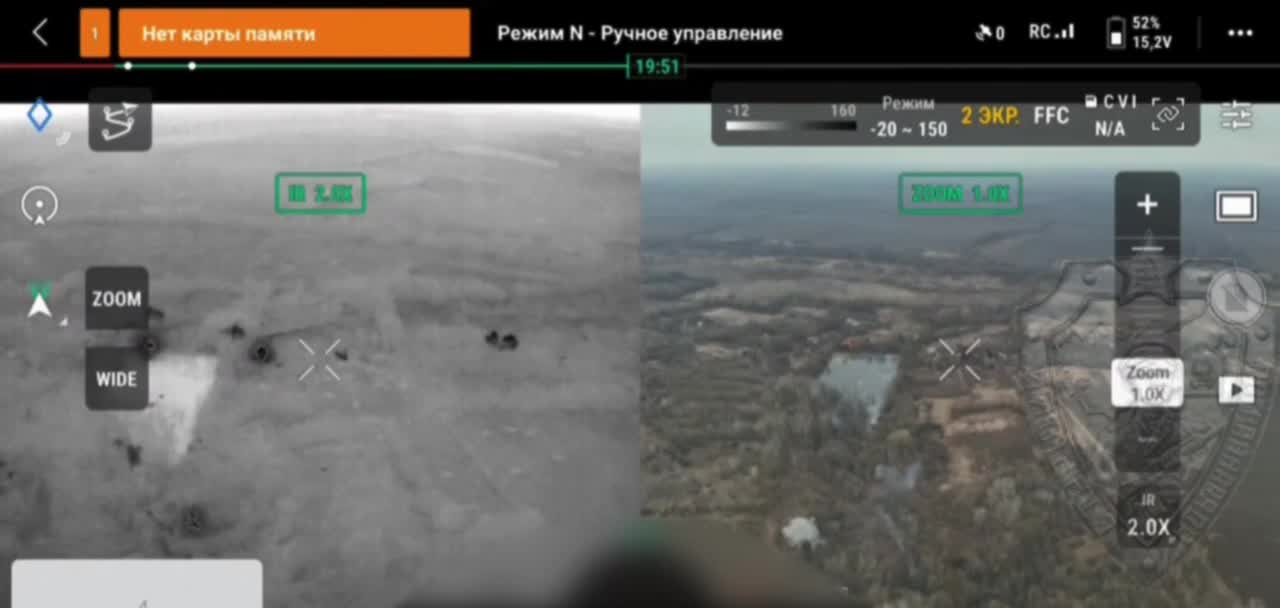 1
Нет карты памяти
Режим N - Ручное управление
0
RC
52%
15,2V
19:51
-12
160
Режим
-20 ~ 150
2 ЭКР.
FFC
C V I
N/A
IR 2.0X
ZOOM 1.0X
ZOOM
WIDE
Zoom
1.0X
IR
2.0X